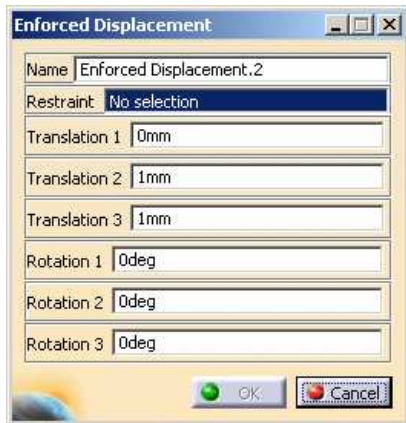 Enforced Displacement
Name Enforced Displacement.2
Restraint No selection
Translation 1 0mm
Translation 2 1mm
Translation 3 1mm
Rotation 1 0deg
Rotation 2 0deg
Rotation 3 0deg
OK Cancel